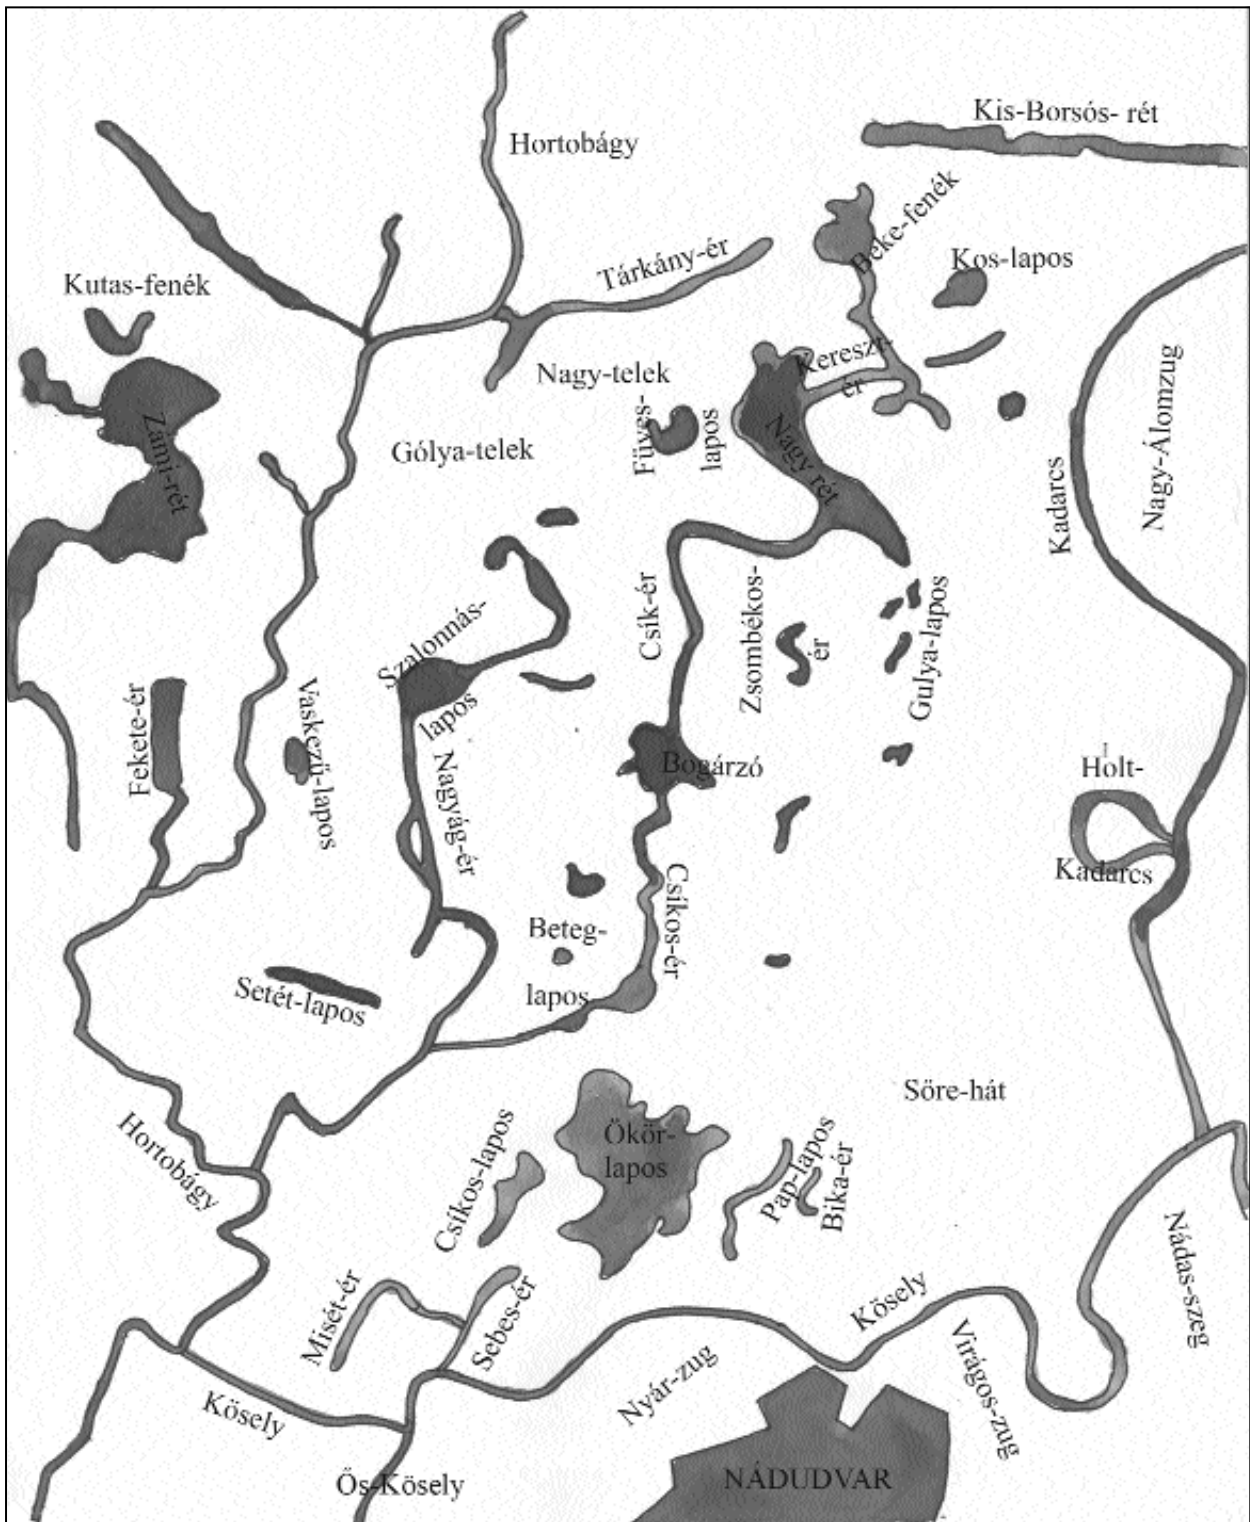 Kis-Borsós- rét
Hortobágy
Beke-fenék
Tárkány-ér
Kos-lapos
Kutas-fenék
Kereszt-
ér
Nagy-telek
Nagy-Álomzug
Füves-
lapos
Zámi-rét
Gólya-telek
Nagy rét
Kadarcs
Csík-ér
Zsombékos-
ér
Gulya-lapos
Szalonnás-
lapos
Fekete-ér
Vaskezű-lapos
Bogárzó
Holt-
Kadarcs
Nagyág-ér
Csíkos-ér
Beteg-
lapos
Setét-lapos
Sőre-hát
Hortobágy
Ökör-
lapos
Csíkos-lapos
Pap-lapos
Bika-ér
Nádas-szeg
Misét-ér
Sebes-ér
Kösely
Virágos-zug
Nyár-zug
Kösely
Ős-Kösely
NÁDUDVAR